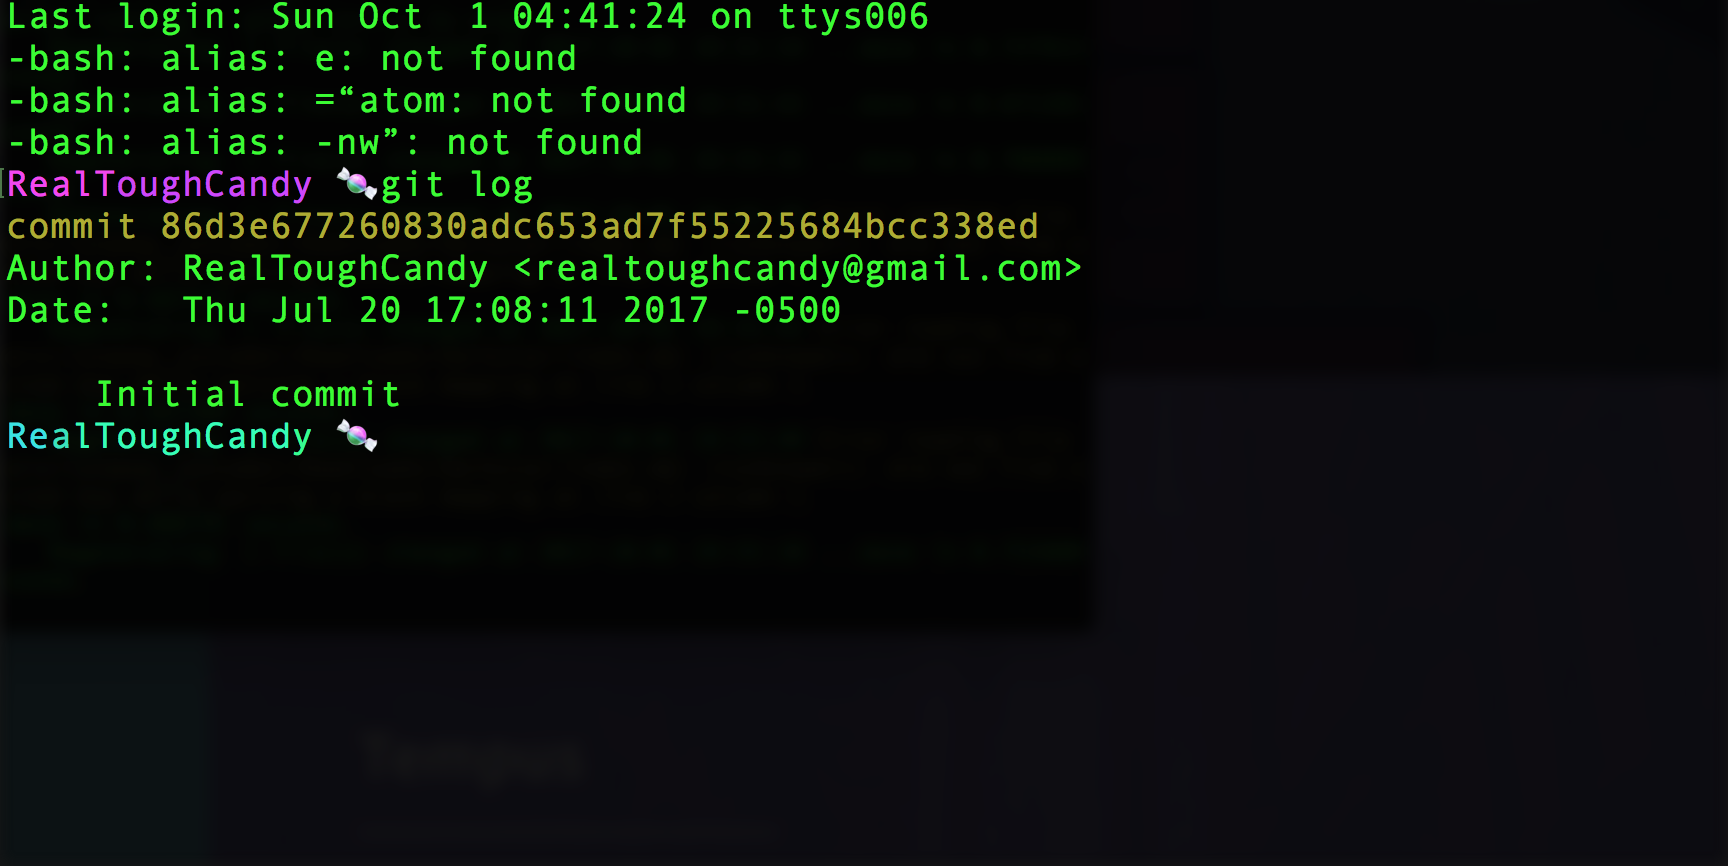 Last login: Sun Oct  1 04:41:24 on ttys006
-bash: alias: e: not found
-bash: alias: =“atom: not found
-bash: alias: -nw”: not found
RealToughCandy 🍬git log
commit 86d3e677260830adc653ad7f55225684bcc338ed
Author: RealToughCandy <realtoughcandy@gmail.com>
Date:   Thu Jul 20 17:08:11 2017 -0500
    Initial commit
RealToughCandy 🍬
Tempus